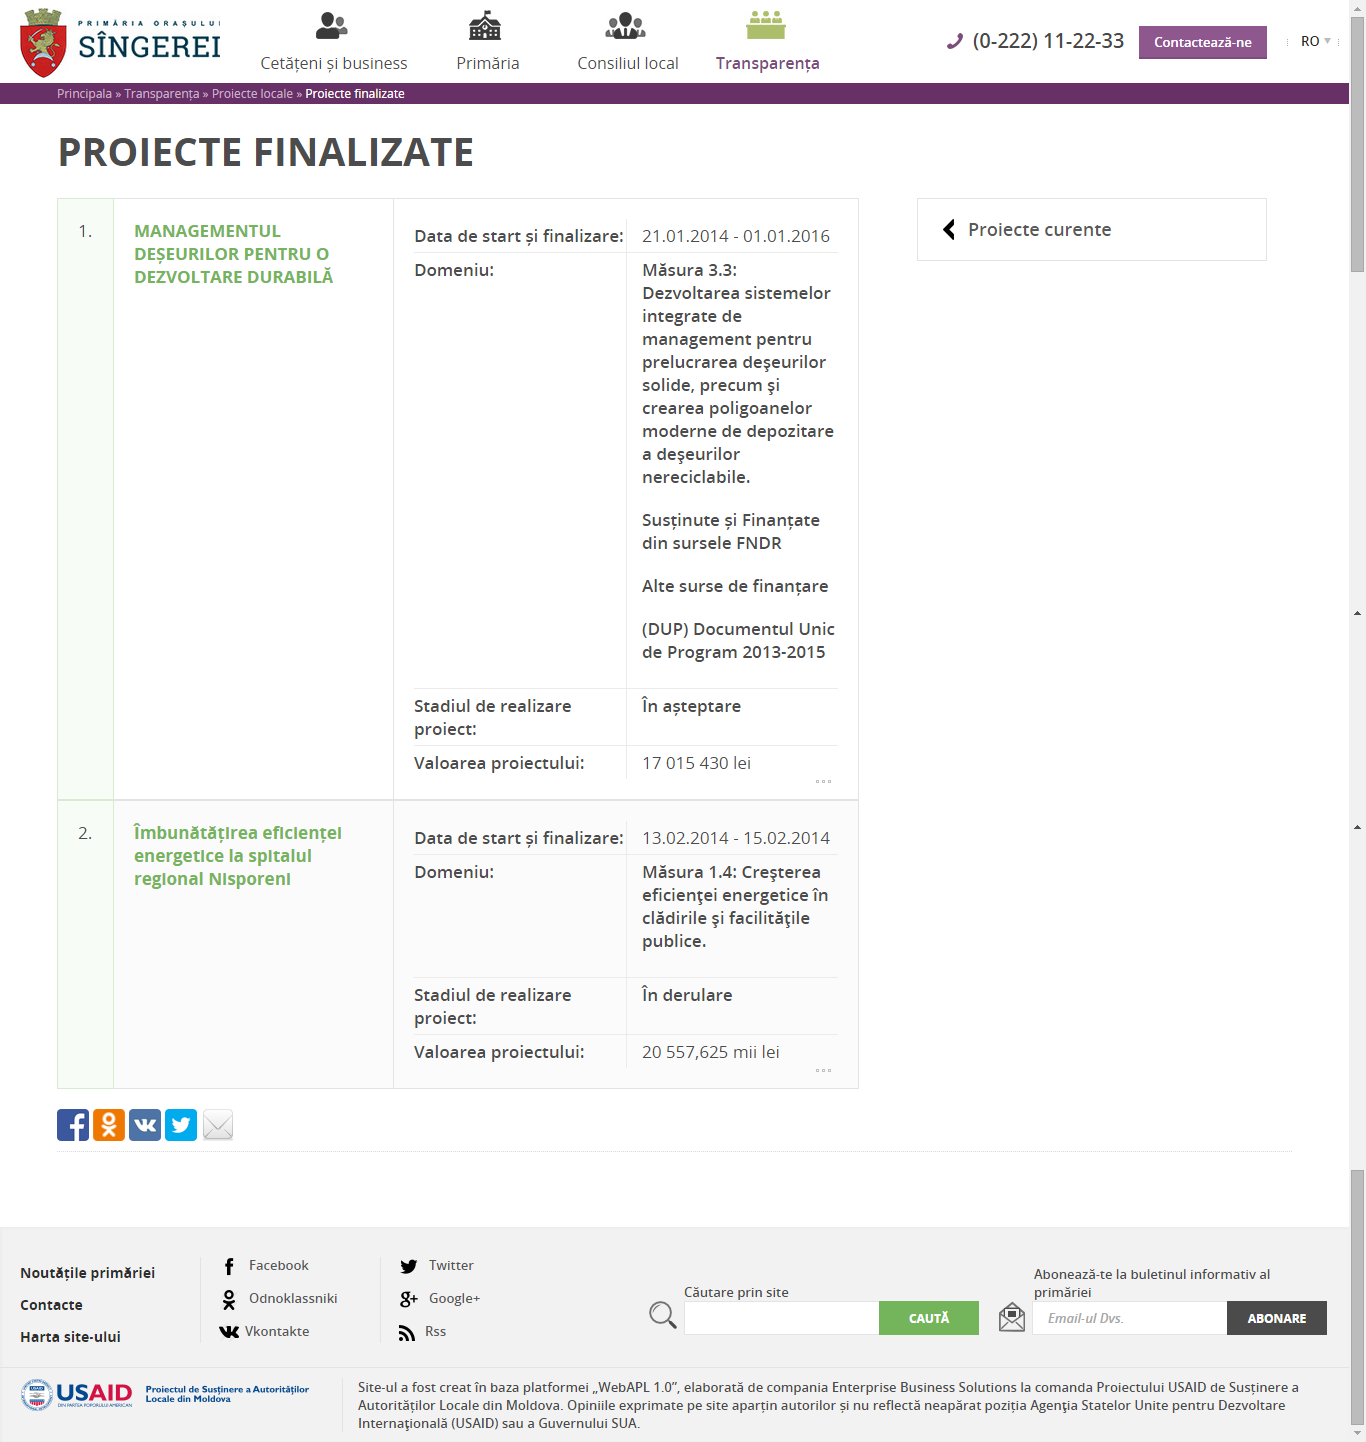 PRIMĂRIA ORAȘULUI
SÎNGEREI
Cetățeni și business
Primăria
Consiliul local
Transparența
(0-222) 11-22-33
Contactează-ne
RO
Principala » Transparența » Proiecte locale » Proiecte finalizate
PROIECTE FINALIZATE
1.
MANAGEMENTUL
DEȘEURILOR PENTRU O
DEZVOLTARE DURABILĂ
Data de start și finalizare:
21.01.2014 - 01.01.2016
Domeniu:
Măsura 3.3:
Dezvoltarea sistemelor
integrate de
management pentru
prelucrarea deşeurilor
solide, precum şi
crearea poligoanelor
moderne de depozitare
a deşeurilor
nereciclabile.
Susținute și Finanțate
din sursele FNDR
Alte surse de finanțare
(DUP) Documentul Unic
de Program 2013-2015
Stadiul de realizare
proiect:
În așteptare
Valoarea proiectului:
17 015 430 lei
Proiecte curente
2.
Îmbunătățirea eficienței
energetice la spitalul
regional Nisporeni
Data de start și finalizare:
13.02.2014 - 15.02.2014
Domeniu:
Măsura 1.4: Creşterea
eficienţei energetice în
clădirile şi facilităţile
publice.
Stadiul de realizare
proiect:
În derulare
Valoarea proiectului:
20 557,625 mii lei
Noutățile primăriei
Contacte
Harta site-ului
Facebook
Odnoklassniki
Vkontakte
Twitter
Google+
Rss
Căutare prin site
CAUTĂ
Abonează-te la buletinul informativ al
primăriei
Email-ul Dvs.
ABONARE
USAID
DIN PARTEA POPORULUI AMERICAN
Proiectul de Susținere a Autorităților
Locale din Moldova
Site-ul a fost creat în baza platformei „WebAPL 1.0”, elaborată de compania Enterprise Business Solutions la comanda Proiectului USAID de Susținere a
Autorităților Locale din Moldova. Opiniile exprimate pe site aparțin autorilor și nu reflectă neapărat poziția Agenţia Statelor Unite pentru Dezvoltare
Internaţională (USAID) sau a Guvernului SUA.